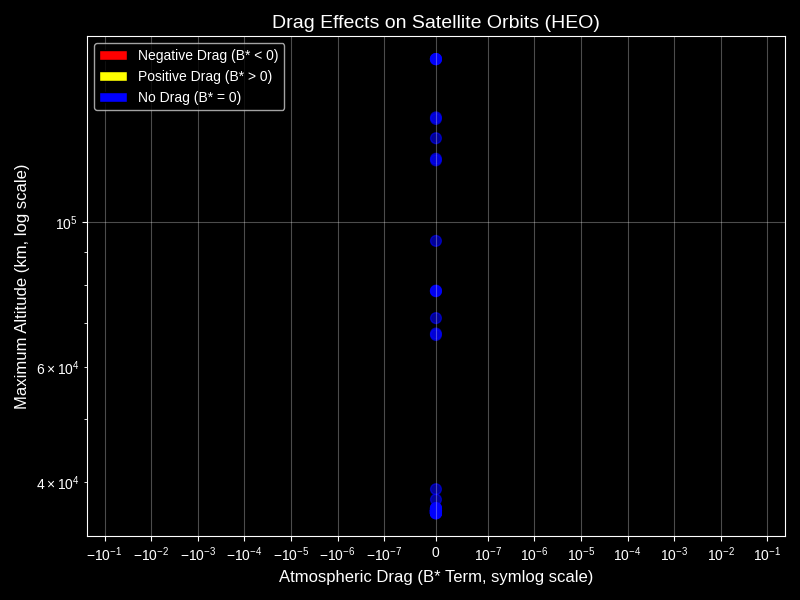 Drag Effects on Satellite Orbits (HEO)
Negative Drag (B* < 0)
Positive Drag (B* > 0)
No Drag (B* = 0)
Maximum Altitude (km, log scale)
10⁵
6 × 10⁴
4 × 10⁴
−10⁻¹ −10⁻² −10⁻³ −10⁻⁴ −10⁻⁵ −10⁻⁶ −10⁻⁷ 0 10⁻⁷ 10⁻⁶ 10⁻⁵ 10⁻⁴ 10⁻³ 10⁻² 10⁻¹
Atmospheric Drag (B* Term, symlog scale)